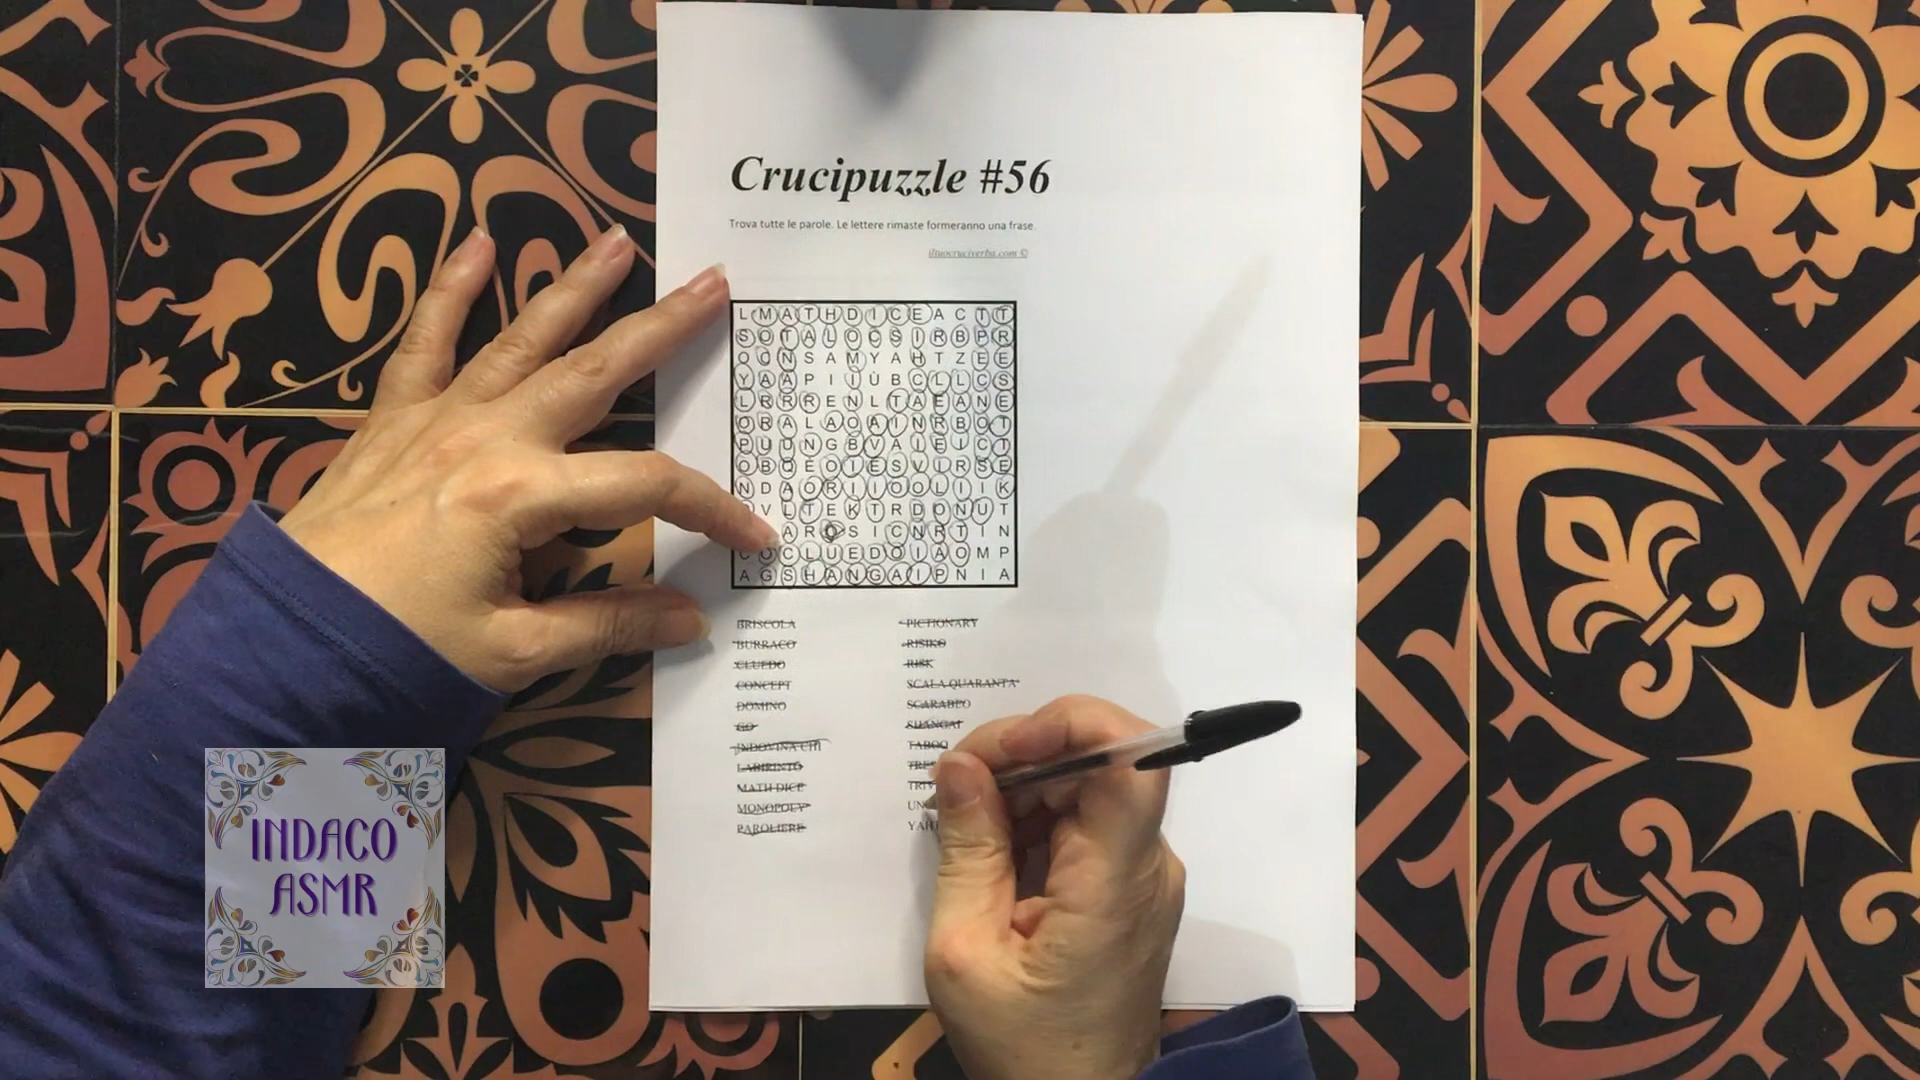 Crucipuzzle #56
Trova tutte le parole. Le lettere rimaste formeranno una frase.
iltuocruciverba.com ©
L M A T H D I C E A C T T
S O T A L O C S I R B P R
O C N S A M Y A H T Z E E
Y A A P I I Ù B C L L C S
L R R R E N L T A E A N E
O R A L A O A I N R B O T
P U U N G B V A I E I C T
O B Q E O I E S V I R S E
N D A O R I I O O L I I K
O V L T E K T R D O N U T
A R O S I O N R T I N
C O C L U E D O I A O M P
A G S H A N G A I P N I A
BRISCOLA
BURRACO
CLUEDO
CONCEPT
DOMINO
GO
INDOVINA CHI
LABIRINTO
MATH DICE
MONOPOLY
PAROLIERE
PICTIONARY
RISIKO
RISK
SCALA QUARANTA
SCARABEO
SHANGAI
TABOO
INDACO
ASMR